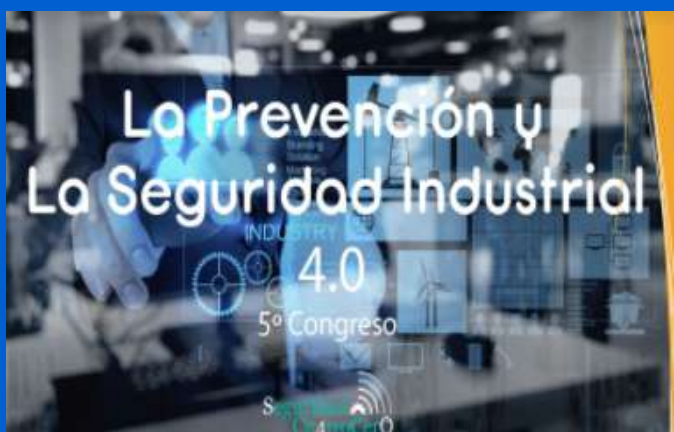 La Prevención y
La Seguridad Industrial
INDUSTRY
4.0
5º Congreso